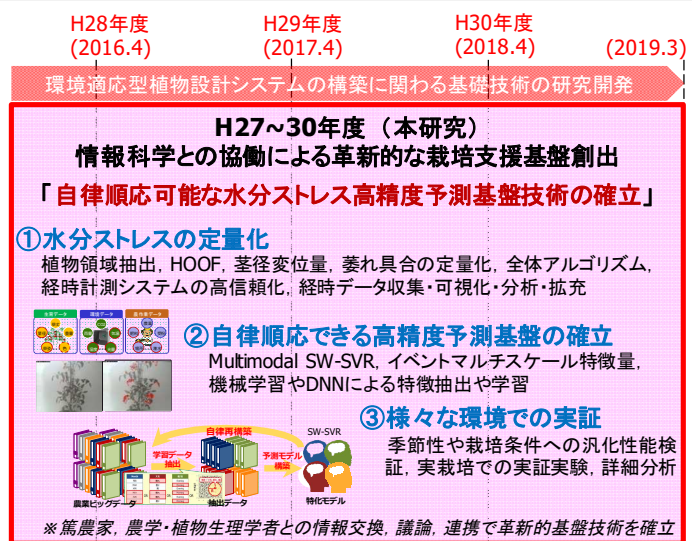 H28年度 H29年度 H30年度
(2016.4) (2017.4) (2018.4) (2019.3)
環境適応型植物設計システムの構築に関わる基礎技術の研究開発
H27~30年度（本研究）
情報科学との協働による革新的な栽培支援基盤創出
「自律順応可能な水分ストレス高精度予測基盤技術の確立」
①水分ストレスの定量化
植物領域抽出，HOOF，茎径変位量，萎れ具合の定量化，全体アルゴリズム，
経時計測システムの高信頼化，経時データ収集・可視化・分析・拡充
②自律順応できる高精度予測基盤の確立
Multimodal SW-SVR，イベントマルチスケール特徴量，
機械学習やDNNによる特徴抽出や学習
③様々な環境での実証
季節性や栽培条件への汎化性能検
証，実栽培での実証実験，詳細分析
自律再構築
SW-SVR
学習データ
抽出
予測モデル
構築
農業ビッグデータ
抽出データ
特化モデル
※篤農家，農学・植物生理学者との情報交換，議論，連携で革新的基盤技術を確立